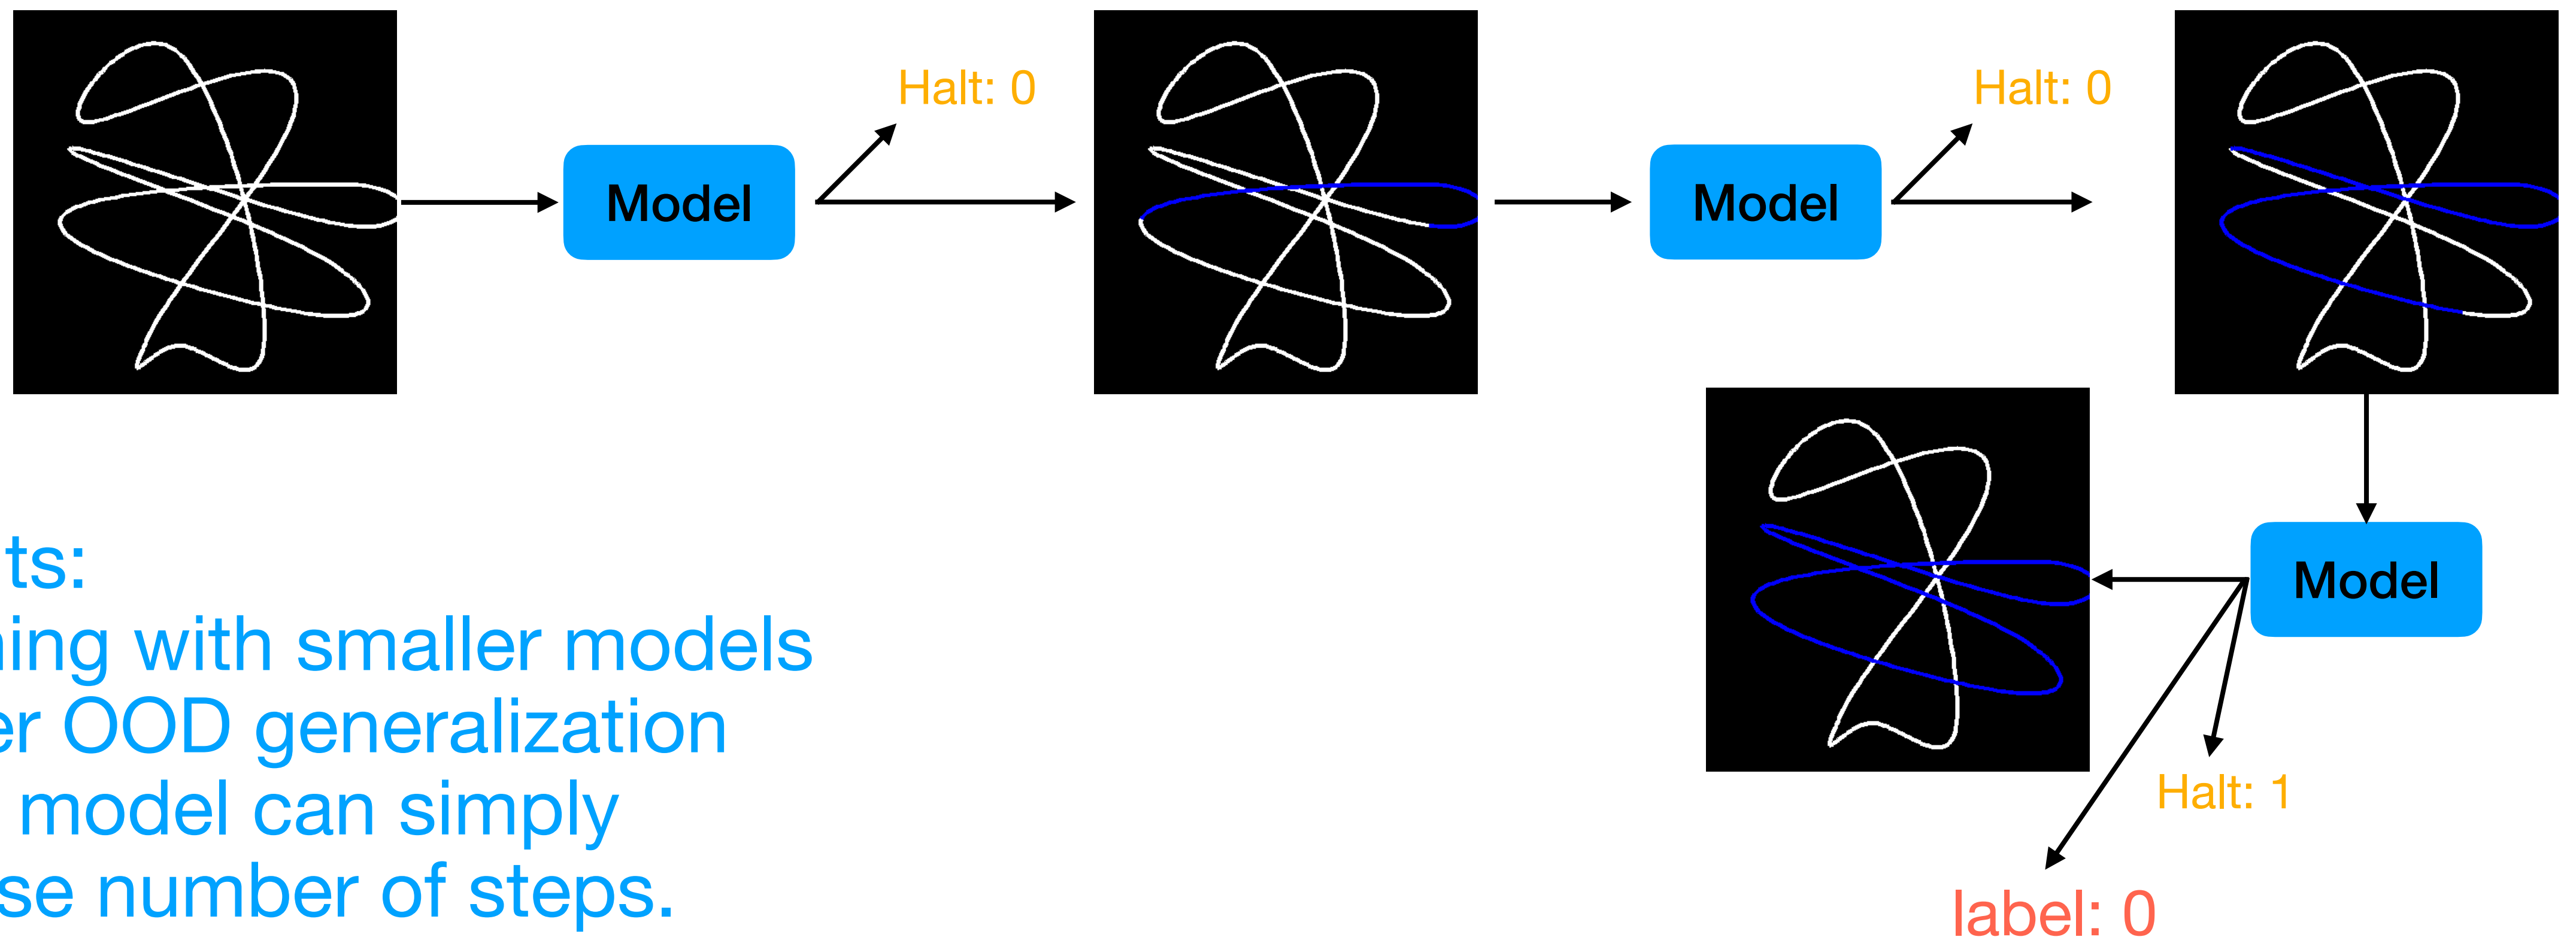 Halt: 0
Halt: 0
Model
Model
ts:
Model
ning with smaller models
er OOD generalization
model can simply
Halt: 1
se number of steps.
label: 0